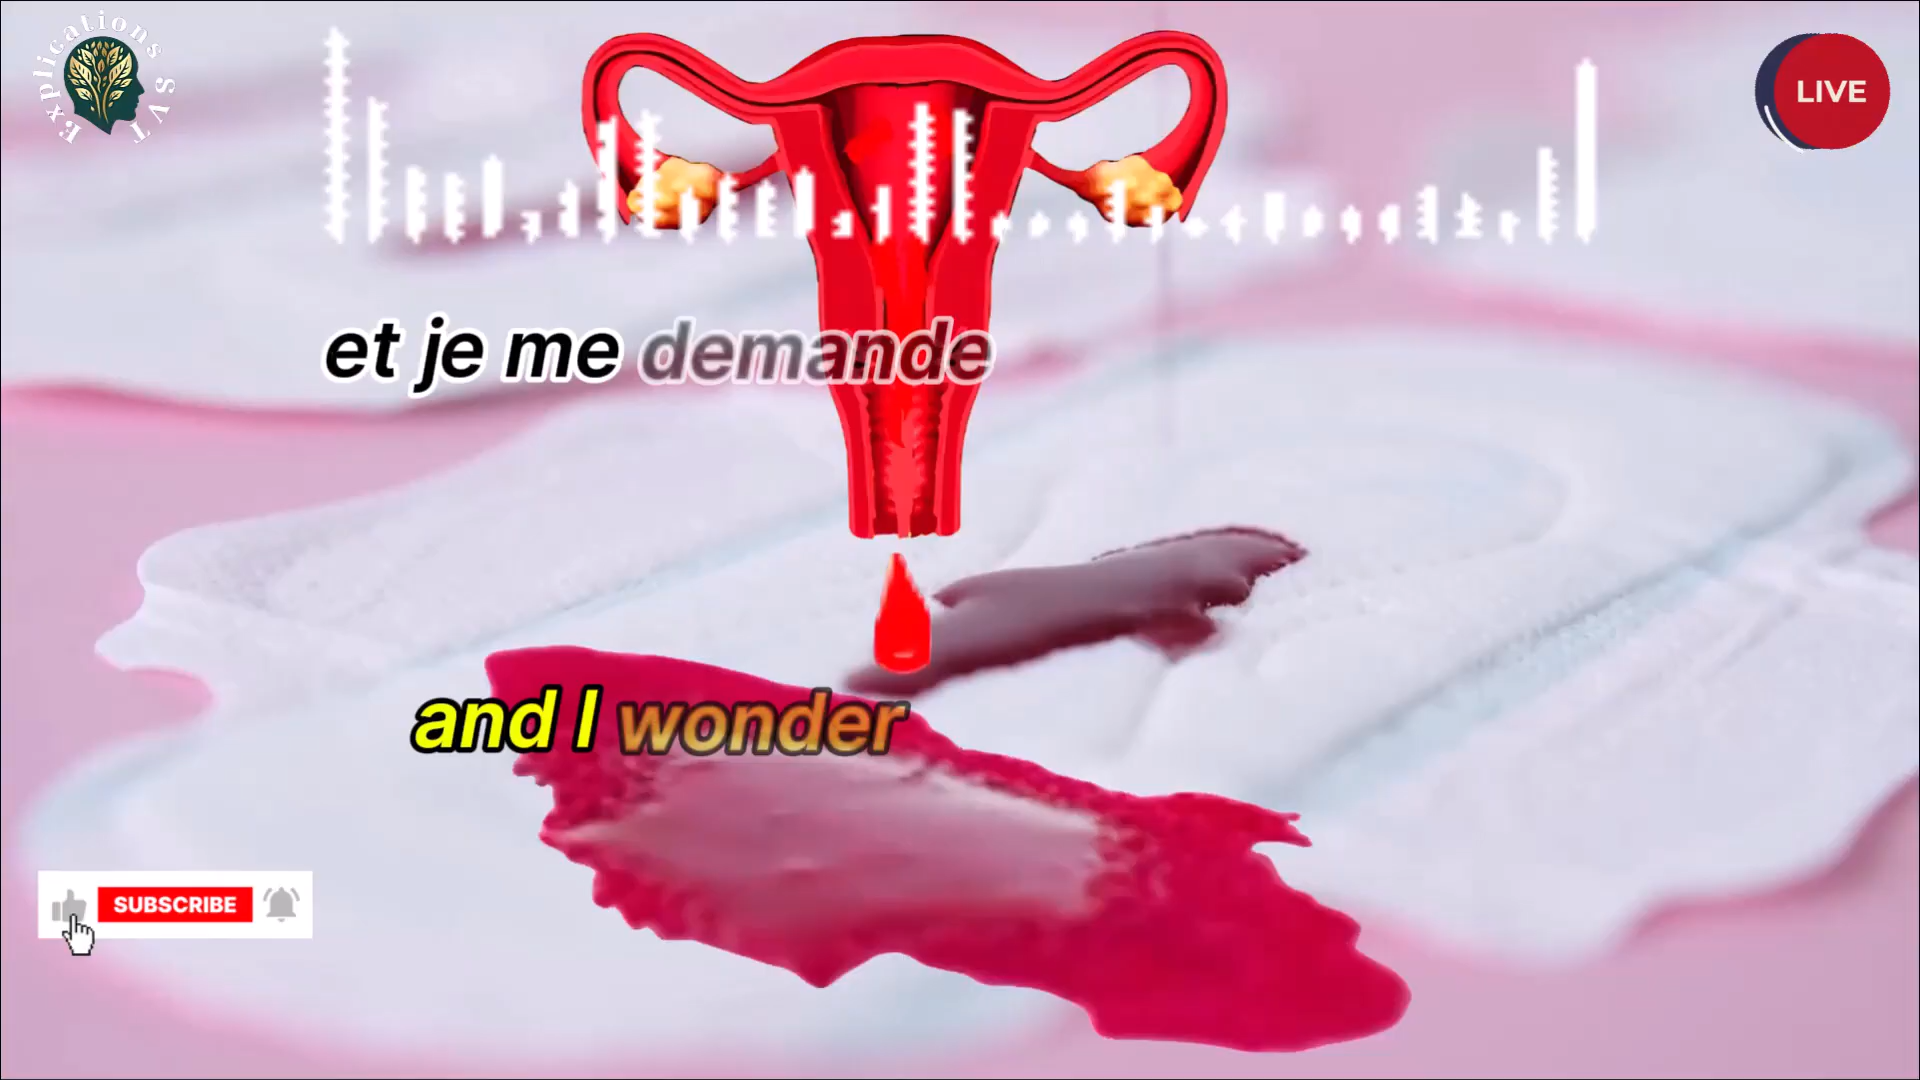 Explications SVT
LIVE
et je me demande
and I wonder
SUBSCRIBE